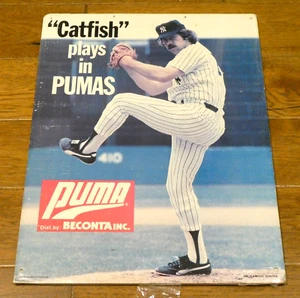 "Catfish"
plays
in
PUMAS
410
PUMA
Dist. by: BECONTA INC.